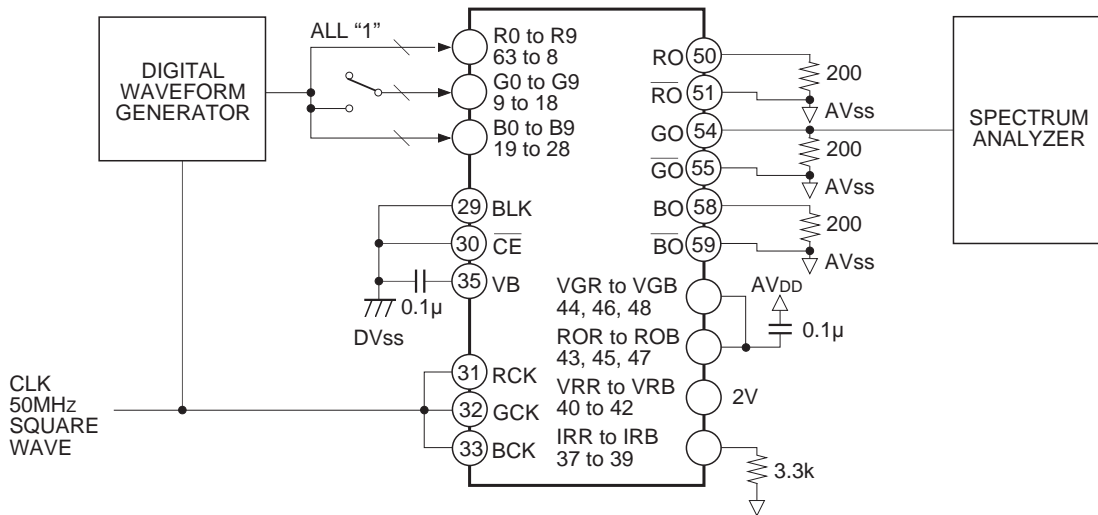 ALL “1”
DIGITAL
WAVEFORM
GENERATOR
R0 to R9
63 to 8
G0 to G9
9 to 18
B0 to B9
19 to 28
29 BLK
30 CE
35 VB
0.1μ
DVss
CLK
50MHz
SQUARE
WAVE
31 RCK
32 GCK
33 BCK
RO 50
RO 51
GO 54
GO 55
BO 58
BO 59
200
AVss
200
AVss
200
AVss
SPECTRUM
ANALYZER
VGR to VGB
44, 46, 48
ROR to ROB
43, 45, 47
AVDD
0.1μ
VRR to VRB
40 to 42
2V
IRR to IRB
37 to 39
3.3k